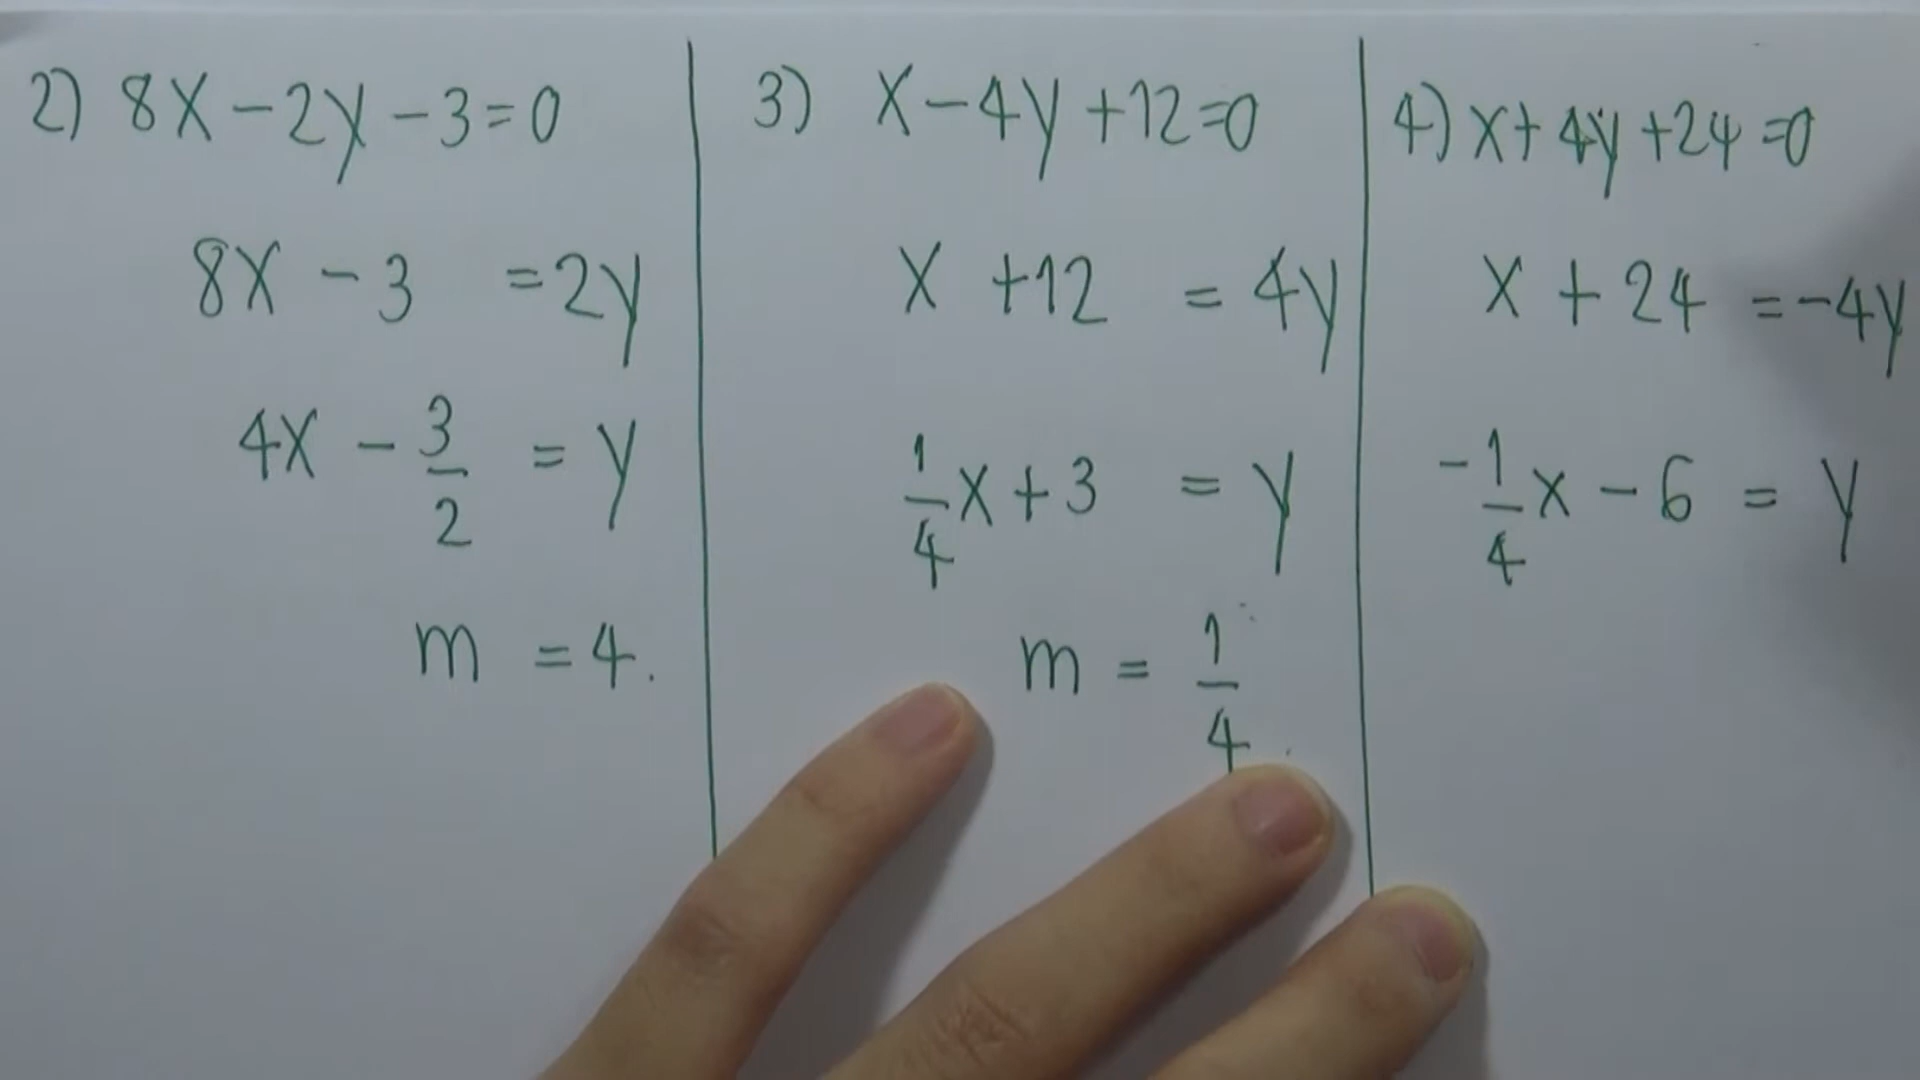 2) 8x - 2y - 3 = 0
8x - 3 = 2y
4x - 3/2 = y
m = 4.
3) x - 4y + 12 = 0
x + 12 = 4y
1/4 x + 3 = y
m = 1/4
4) x + 4y + 24 = 0
x + 24 = -4y
-1/4 x - 6 = y